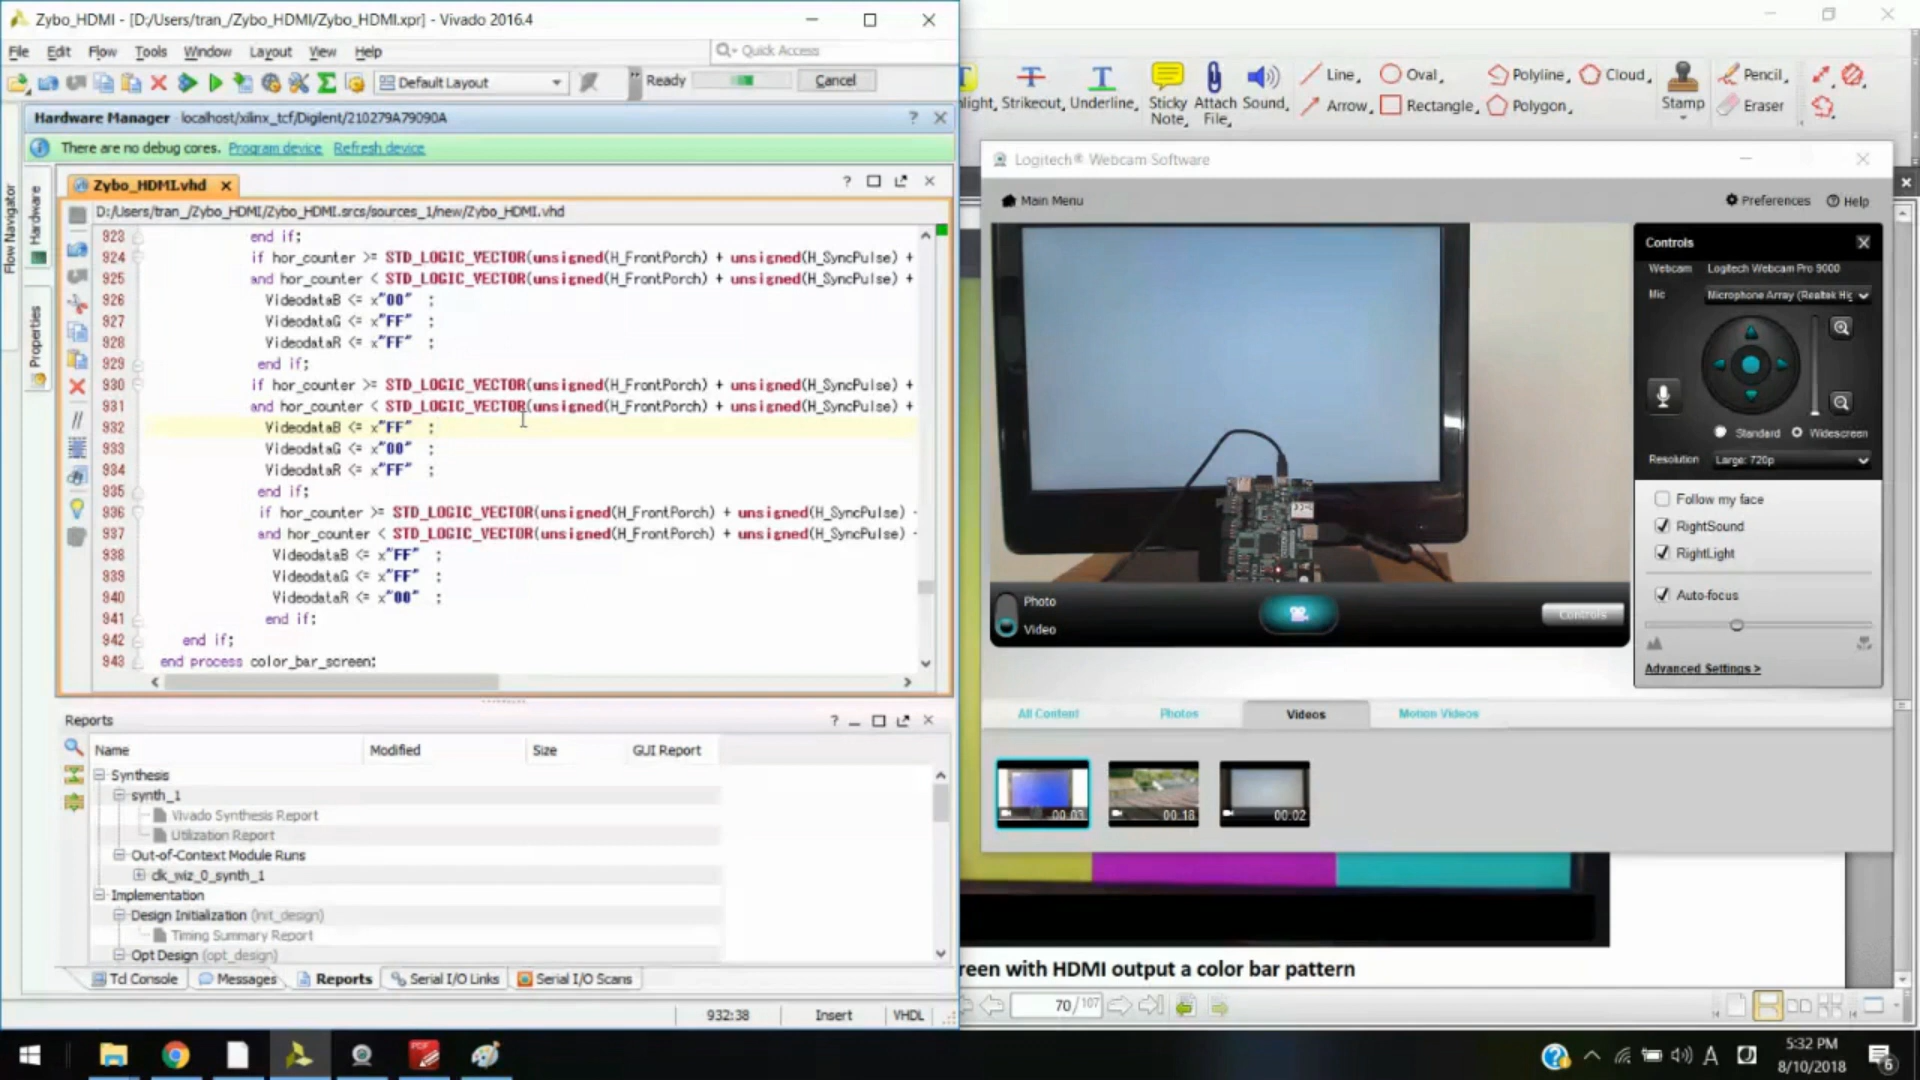 Zybo_HDMI - [D:/Users/tran_/Zybo_HDMI/Zybo_HDMI.xpr] - Vivado 2016.4
File Edit Flow Tools Window Layout View Help
Quick Access
Default Layout
Ready
Cancel
Hardware Manager - localhost/xilinx_tcf/Digilent/210279A79090A
There are no debug cores. Program device Refresh device
Flow Navigator
Hardware
Properties
Zybo_HDMI.vhd
D:/Users/tran_/Zybo_HDMI/Zybo_HDMI.srcs/sources_1/new/Zybo_HDMI.vhd
923 end if;
924 if hor_counter >= STD_LOGIC_VECTOR(unsigned(H_FrontPorch) + unsigned(H_SyncPulse) +
925 and hor_counter < STD_LOGIC_VECTOR(unsigned(H_FrontPorch) + unsigned(H_SyncPulse) +
926 VideodataB <= x"00" ;
927 VideodataG <= x"FF" ;
928 VideodataR <= x"FF" ;
929 end if;
930 if hor_counter >= STD_LOGIC_VECTOR(unsigned(H_FrontPorch) + unsigned(H_SyncPulse) +
931 and hor_counter < STD_LOGIC_VECTOR(unsigned(H_FrontPorch) + unsigned(H_SyncPulse) +
932 VideodataB <= x"FF" ;
933 VideodataG <= x"00" ;
934 VideodataR <= x"FF" ;
935 end if;
936 if hor_counter >= STD_LOGIC_VECTOR(unsigned(H_FrontPorch) + unsigned(H_SyncPulse)
937 and hor_counter < STD_LOGIC_VECTOR(unsigned(H_FrontPorch) + unsigned(H_SyncPulse)
938 VideodataB <= x"FF" ;
939 VideodataG <= x"FF" ;
940 VideodataR <= x"00" ;
941 end if;
942 end if;
943 end process color_bar_screen;
Reports
Name Modified Size GUI Report
Synthesis
synth_1
Vivado Synthesis Report
Utilization Report
Out-of-Context Module Runs
clk_wiz_0_synth_1
Implementation
Design Initialization (init_design)
Timing Summary Report
Opt Design (opt_design)
Tcl Console Messages Reports Serial I/O Links Serial I/O Scans
932:38 Insert VHDL
light, Strikeout, Underline,
Sticky Note,
Attach File,
Sound,
Line, Oval, Polyline, Cloud,
Arrow, Rectangle, Polygon,
Stamp
Pencil,
Eraser
Logitech® Webcam Software
Main Menu
Preferences Help
Controls
Webcam Logitech Webcam Pro 9000
Mic Microphone Array (Realtek Hig
Standard Widescreen
Resolution Large: 720p
Follow my face
RightSound
RightLight
Auto-focus
Advanced Settings >
Photo
Video
Controls
All Content Photos Videos Motion Videos
00:03
00:18
00:02
reen with HDMI output a color bar pattern
70/107
A
5:32 PM
8/10/2018
6